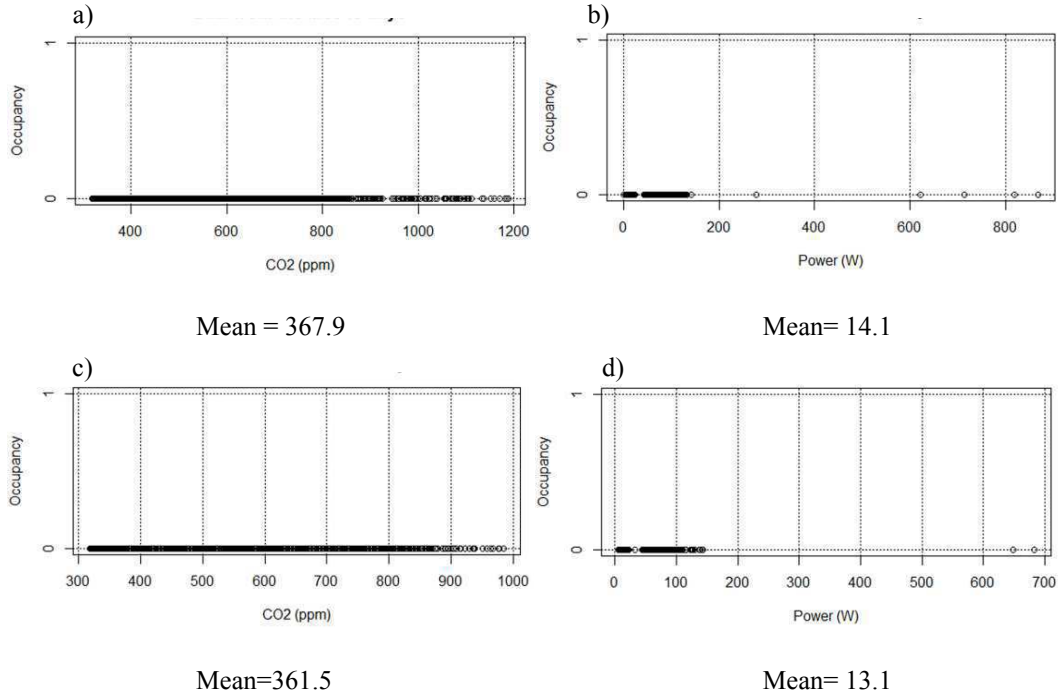 a)
Occupancy
1
0
400 600 800 1000 1200
CO2 (ppm)
Mean = 367.9
b)
Occupancy
1
0
0 200 400 600 800
Power (W)
Mean= 14.1
c)
Occupancy
1
0
300 400 500 600 700 800 900 1000
CO2 (ppm)
Mean=361.5
d)
Occupancy
1
0
0 100 200 300 400 500 600 700
Power (W)
Mean= 13.1